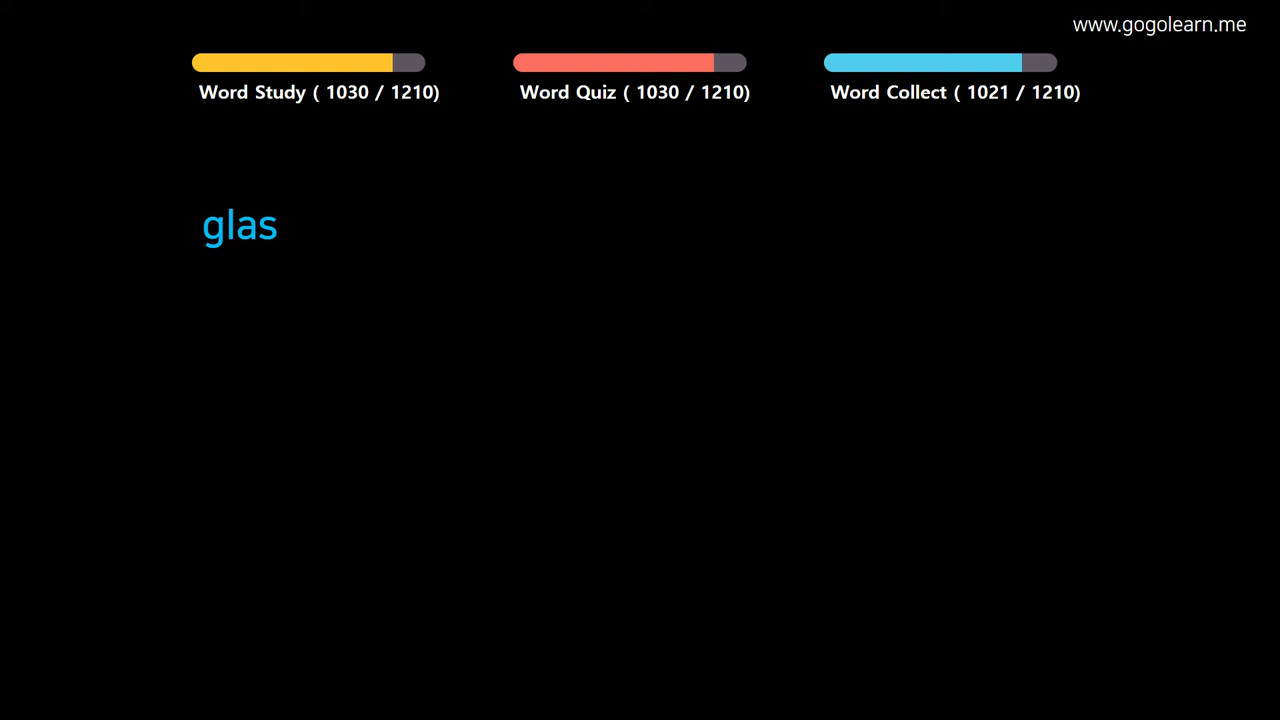 www.gogolearn.me
Word Study ( 1030 / 1210)
Word Quiz ( 1030 / 1210)
Word Collect ( 1021 / 1210)
glas